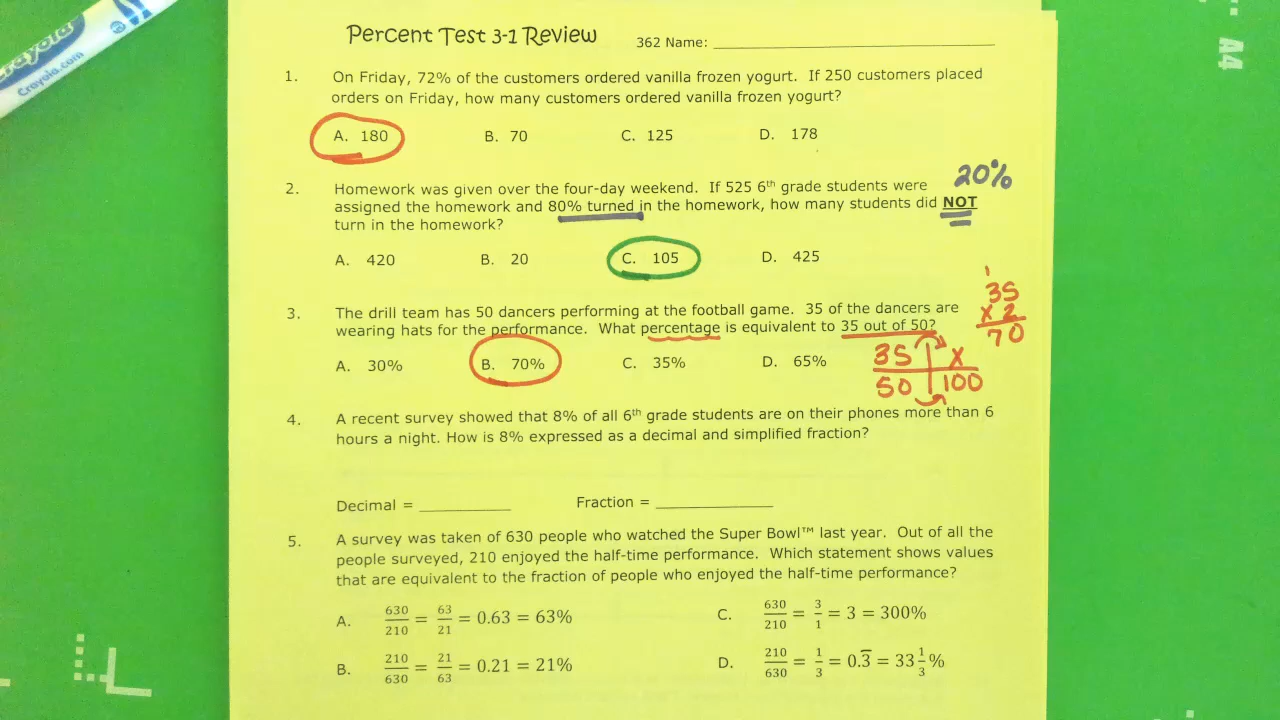 Crayola
Crayola.com
A4
Percent Test 3-1 Review 362 Name: ____________________
1. On Friday, 72% of the customers ordered vanilla frozen yogurt. If 250 customers placed
orders on Friday, how many customers ordered vanilla frozen yogurt?
A. 180 B. 70 C. 125 D. 178
20%
2. Homework was given over the four-day weekend. If 525 6th grade students were
assigned the homework and 80% turned in the homework, how many students did NOT
turn in the homework?
A. 420 B. 20 C. 105 D. 425
3. The drill team has 50 dancers performing at the football game. 35 of the dancers are
wearing hats for the performance. What percentage is equivalent to 35 out of 50?
A. 30% B. 70% C. 35% D. 65%
1
35
x 2
70
35 x
50 100
4. A recent survey showed that 8% of all 6th grade students are on their phones more than 6
hours a night. How is 8% expressed as a decimal and simplified fraction?
Decimal = __________ Fraction = __________
5. A survey was taken of 630 people who watched the Super Bowl™ last year. Out of all the
people surveyed, 210 enjoyed the half-time performance. Which statement shows values
that are equivalent to the fraction of people who enjoyed the half-time performance?
A. 630/210 = 63/21 = 0.63 = 63% C. 630/210 = 3/1 = 3 = 300%
B. 210/630 = 21/63 = 0.21 = 21% D. 210/630 = 1/3 = 0.3̅ = 33 1/3%